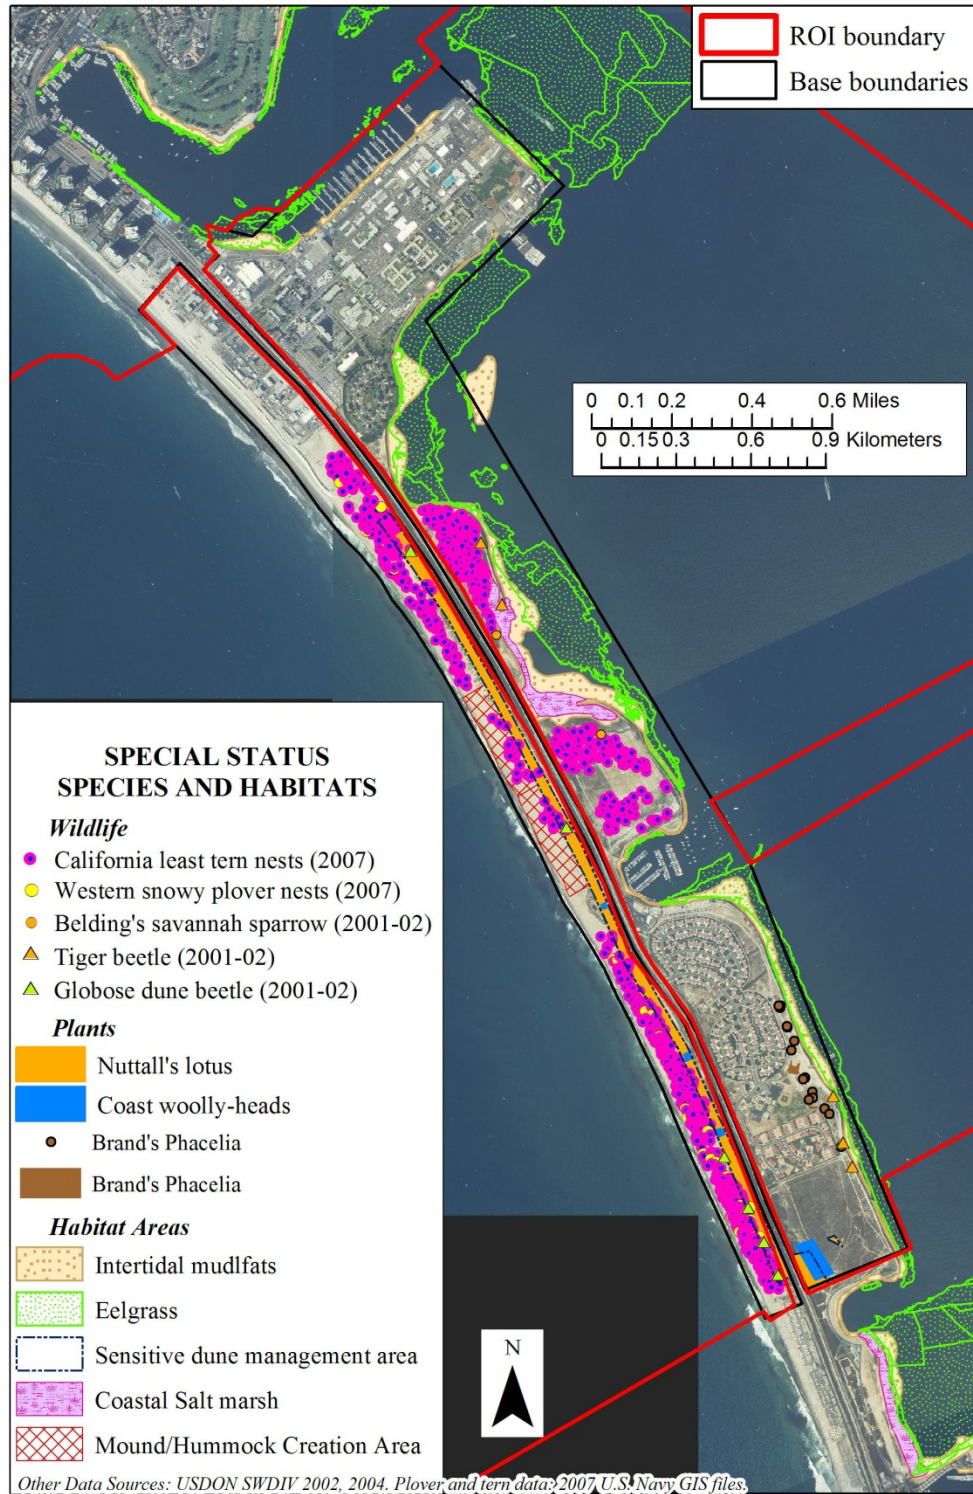 ROI boundary
Base boundaries
0 0.1 0.2 0.4 0.6 Miles
0 0.15 0.3 0.6 0.9 Kilometers
SPECIAL STATUS
SPECIES AND HABITATS
Wildlife
California least tern nests (2007)
Western snowy plover nests (2007)
Belding's savannah sparrow (2001-02)
Tiger beetle (2001-02)
Globose dune beetle (2001-02)
Plants
Nuttall's lotus
Coast woolly-heads
Brand's Phacelia
Brand's Phacelia
Habitat Areas
Intertidal mudlfats
Eelgrass
Sensitive dune management area
Coastal Salt marsh
Mound/Hummock Creation Area
N
Other Data Sources: USDON SWDIV 2002, 2004. Plover and tern data: 2007 U.S. Navy GIS files.